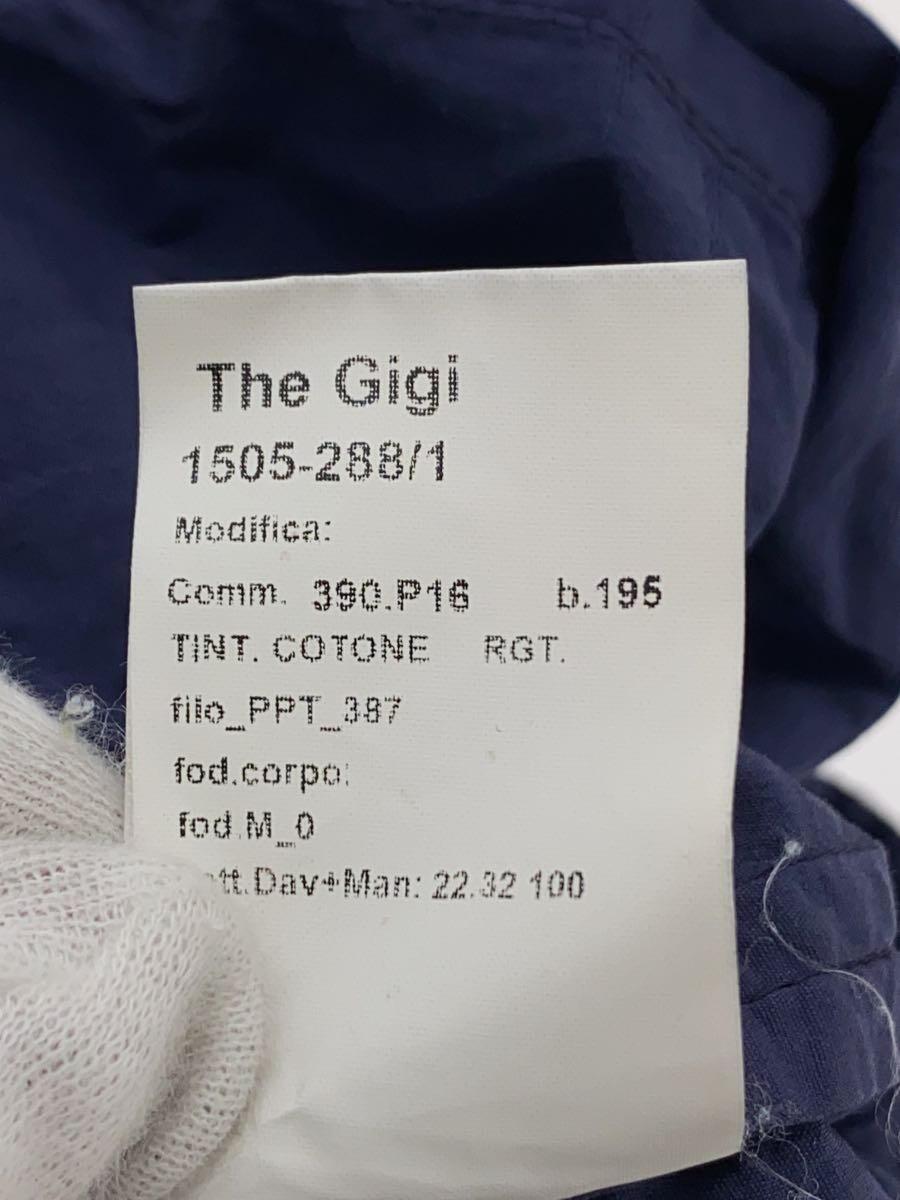 The Gigi
1505-288/1
Modifica:
Comm. 390.P16 b.195
TINT. COTONE RGT.
filo_PPT_387
fod.corpo:
fod.M_0
Dav+Man: 22.32 100